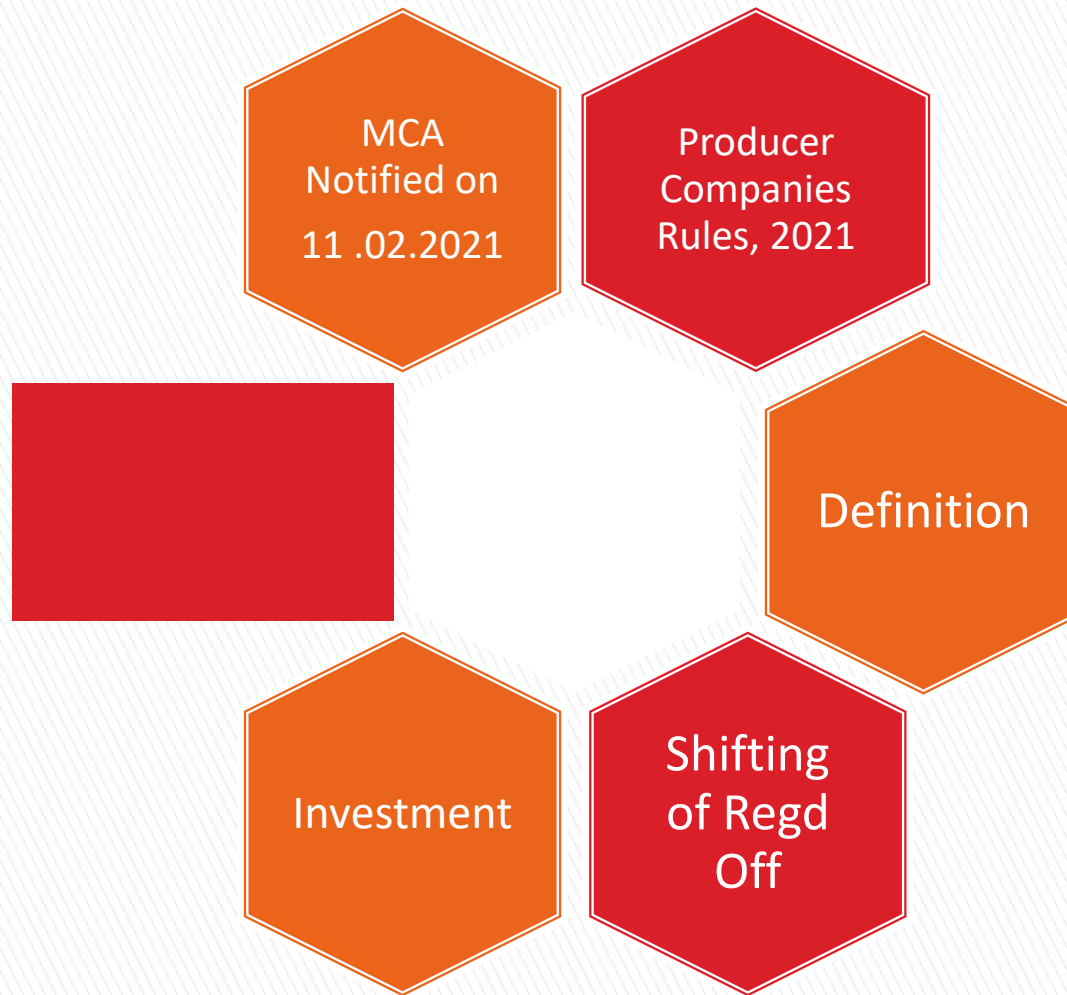 MCA
Notified on
11 .02.2021
Producer
Companies
Rules, 2021
Definition
Investment
Shifting
of Regd
Off